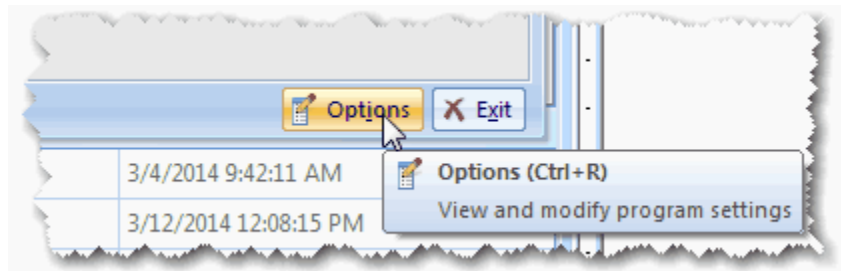 Options Exit
3/4/2014 9:42:11 AM
Options (Ctrl+R)
3/12/2014 12:08:15 PM
View and modify program settings